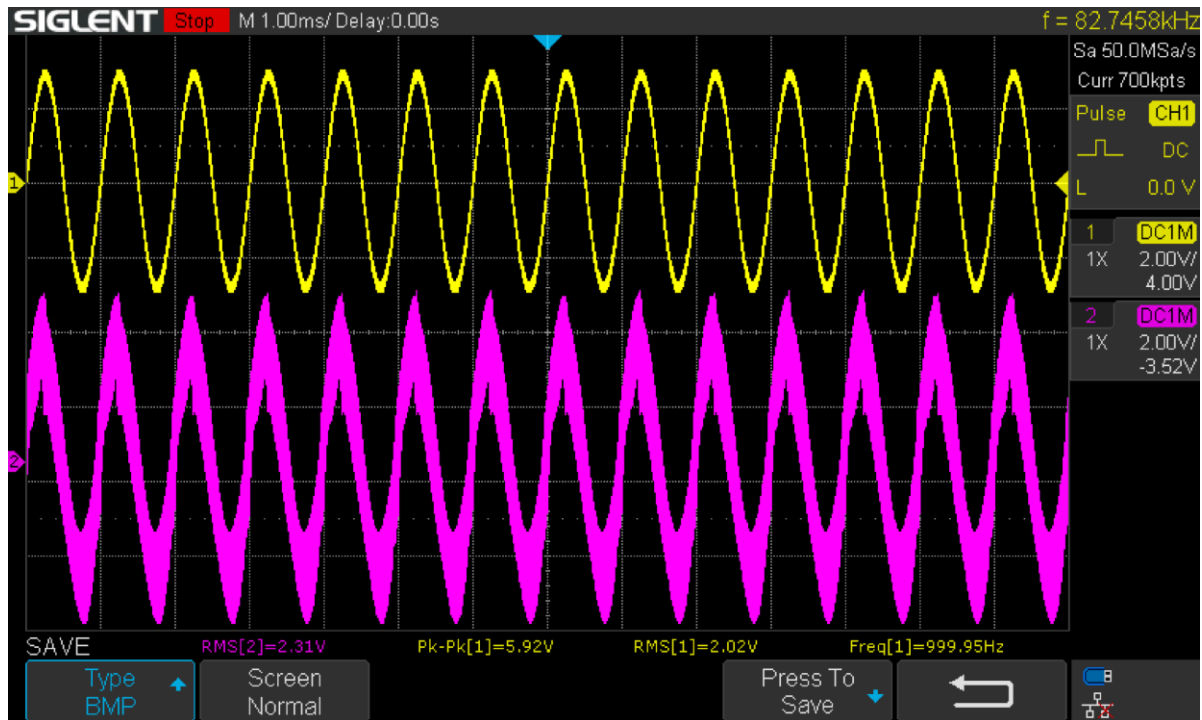 SIGLENT Stop M 1.00ms/ Delay:0.00s f = 82.7458kHz
Sa 50.0MSa/s
Curr 700kpts
Pulse CH1
DC
L 0.0 V
1 DC1M
1X 2.00V/
4.00V
2 DC1M
1X 2.00V/
-3.52V
1
2
SAVE RMS[2]=2.31V Pk-Pk[1]=5.92V RMS[1]=2.02V Freq[1]=999.95Hz
Type
BMP
Screen
Normal
Press To
Save